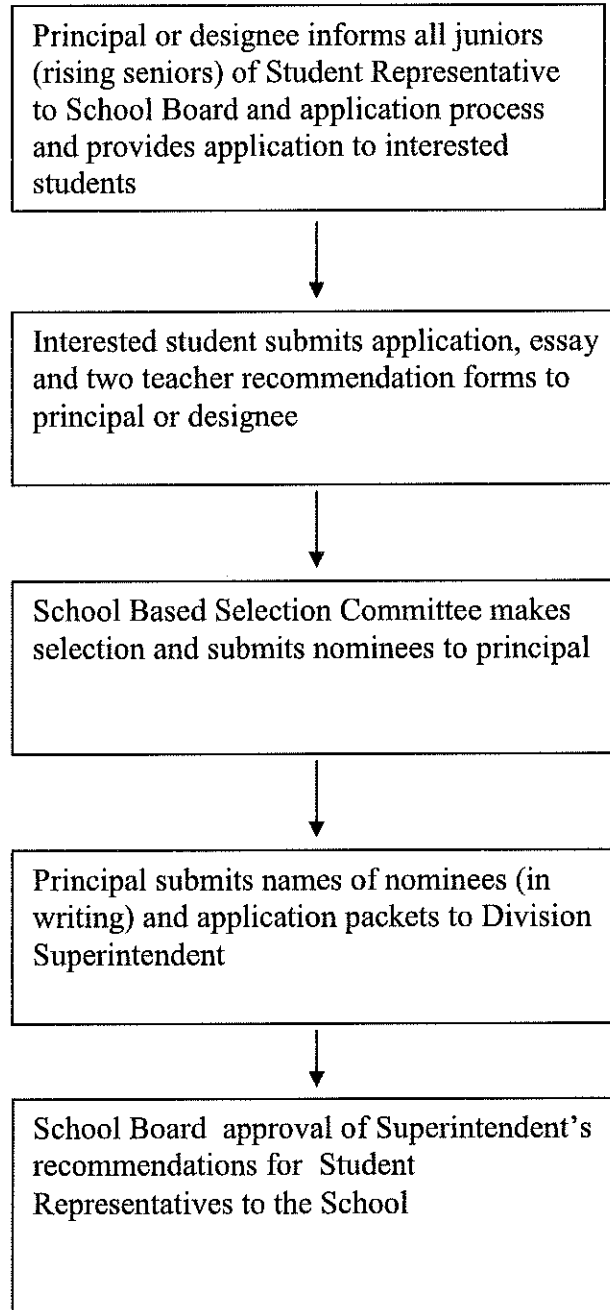 Principal or designee informs all juniors
(rising seniors) of Student Representative
to School Board and application process
and provides application to interested
students
Interested student submits application, essay
and two teacher recommendation forms to
principal or designee
School Based Selection Committee makes
selection and submits nominees to principal
Principal submits names of nominees (in
writing) and application packets to Division
Superintendent
School Board approval of Superintendent's
recommendations for Student
Representatives to the School